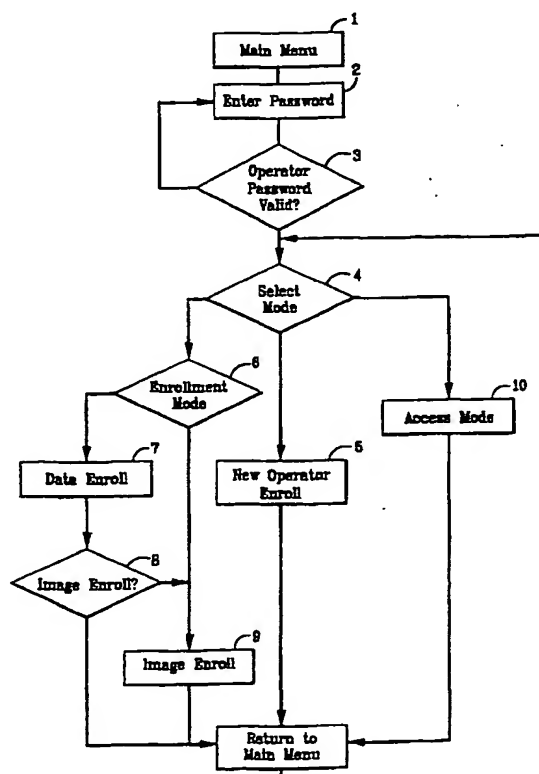 1
Main Menu
2
Enter Password
3
Operator
Password
Valid?
4
Select
Mode
6
Enrollment
Mode
10
Access Mode
7
Data Enroll
5
New Operator
Enroll
8
Image Enroll?
9
Image Enroll
Return to
Main Menu